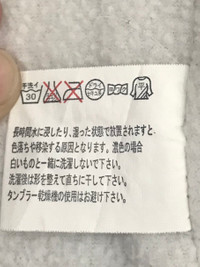 手洗イ
30
ドライ
長時間水に浸したり、湿った状態で放置されますと、
色落ちや移染する原因となります。濃色の場合
白いものと一緒に洗濯しないで下さい。
洗濯後は形を整えて直ちに干して下さい。
タンブラー乾燥機の使用はお避け下さい。